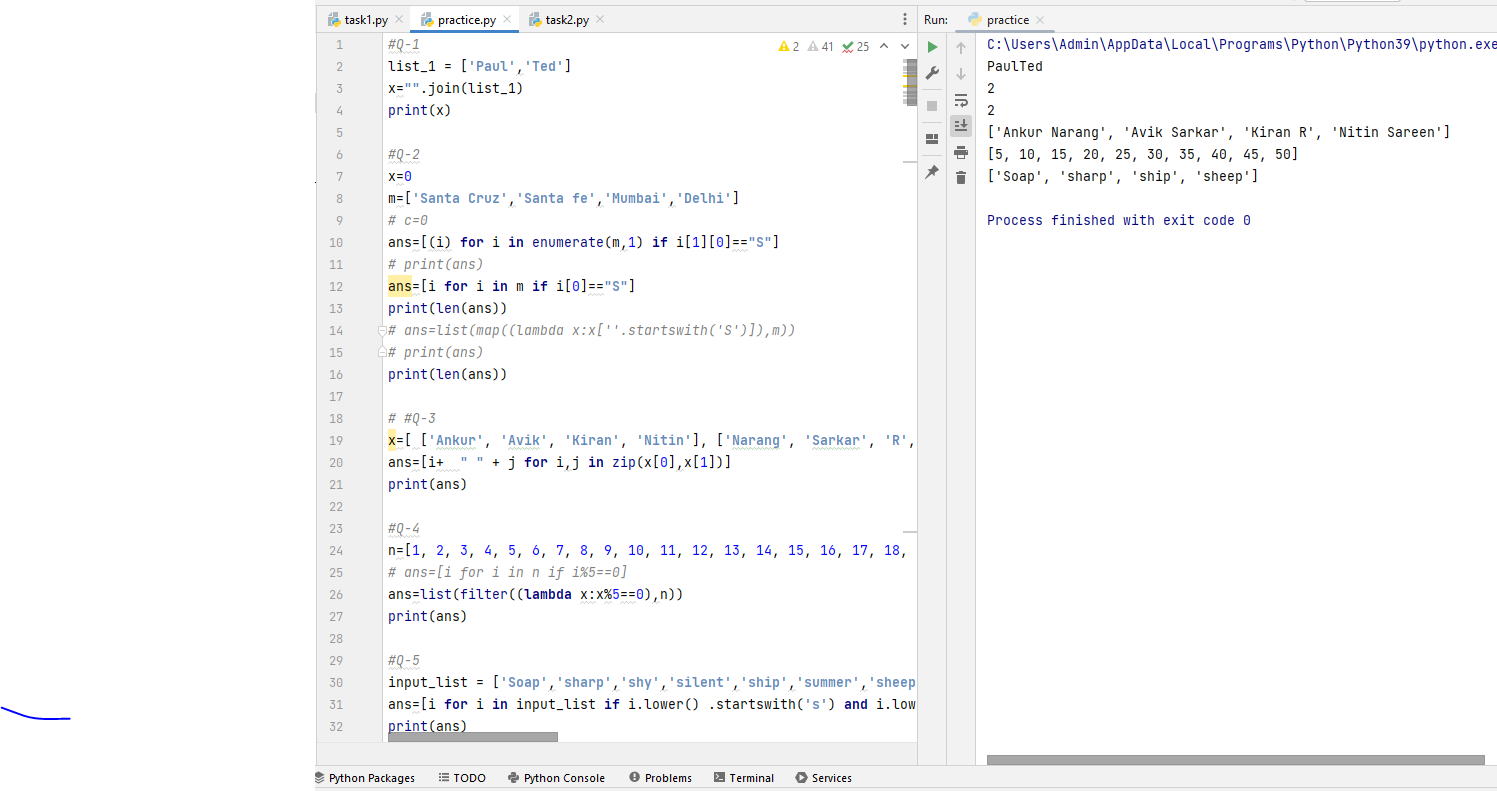 task1.py
practice.py
task2.py
Run:
practice
2 41 25
1 #Q-1
2 list_1 = ['Paul','Ted']
3 x="".join(list_1)
4 print(x)
5
6 #Q-2
7 x=0
8 m=['Santa Cruz','Santa fe','Mumbai','Delhi']
9 # c=0
10 ans=[(i) for i in enumerate(m,1) if i[1][0]=="S"]
11 # print(ans)
12 ans=[i for i in m if i[0]=="S"]
13 print(len(ans))
14 # ans=list(map((lambda x:x[''.startswith('S')]),m))
15 # print(ans)
16 print(len(ans))
17
18 # #Q-3
19 x=[ ['Ankur', 'Avik', 'Kiran', 'Nitin'], ['Narang', 'Sarkar', 'R',
20 ans=[i+  " " + j for i,j in zip(x[0],x[1])]
21 print(ans)
22
23 #Q-4
24 n=[1, 2, 3, 4, 5, 6, 7, 8, 9, 10, 11, 12, 13, 14, 15, 16, 17, 18,
25 # ans=[i for i in n if i%5==0]
26 ans=list(filter((lambda x:x%5==0),n))
27 print(ans)
28
29 #Q-5
30 input_list = ['Soap','sharp','shy','silent','ship','summer','sheep
31 ans=[i for i in input_list if i.lower() .startswith('s') and i.low
32 print(ans)
C:\Users\Admin\AppData\Local\Programs\Python\Python39\python.exe
PaulTed
2
2
['Ankur Narang', 'Avik Sarkar', 'Kiran R', 'Nitin Sareen']
[5, 10, 15, 20, 25, 30, 35, 40, 45, 50]
['Soap', 'sharp', 'ship', 'sheep']
Process finished with exit code 0
Python Packages
TODO
Python Console
Problems
Terminal
Services